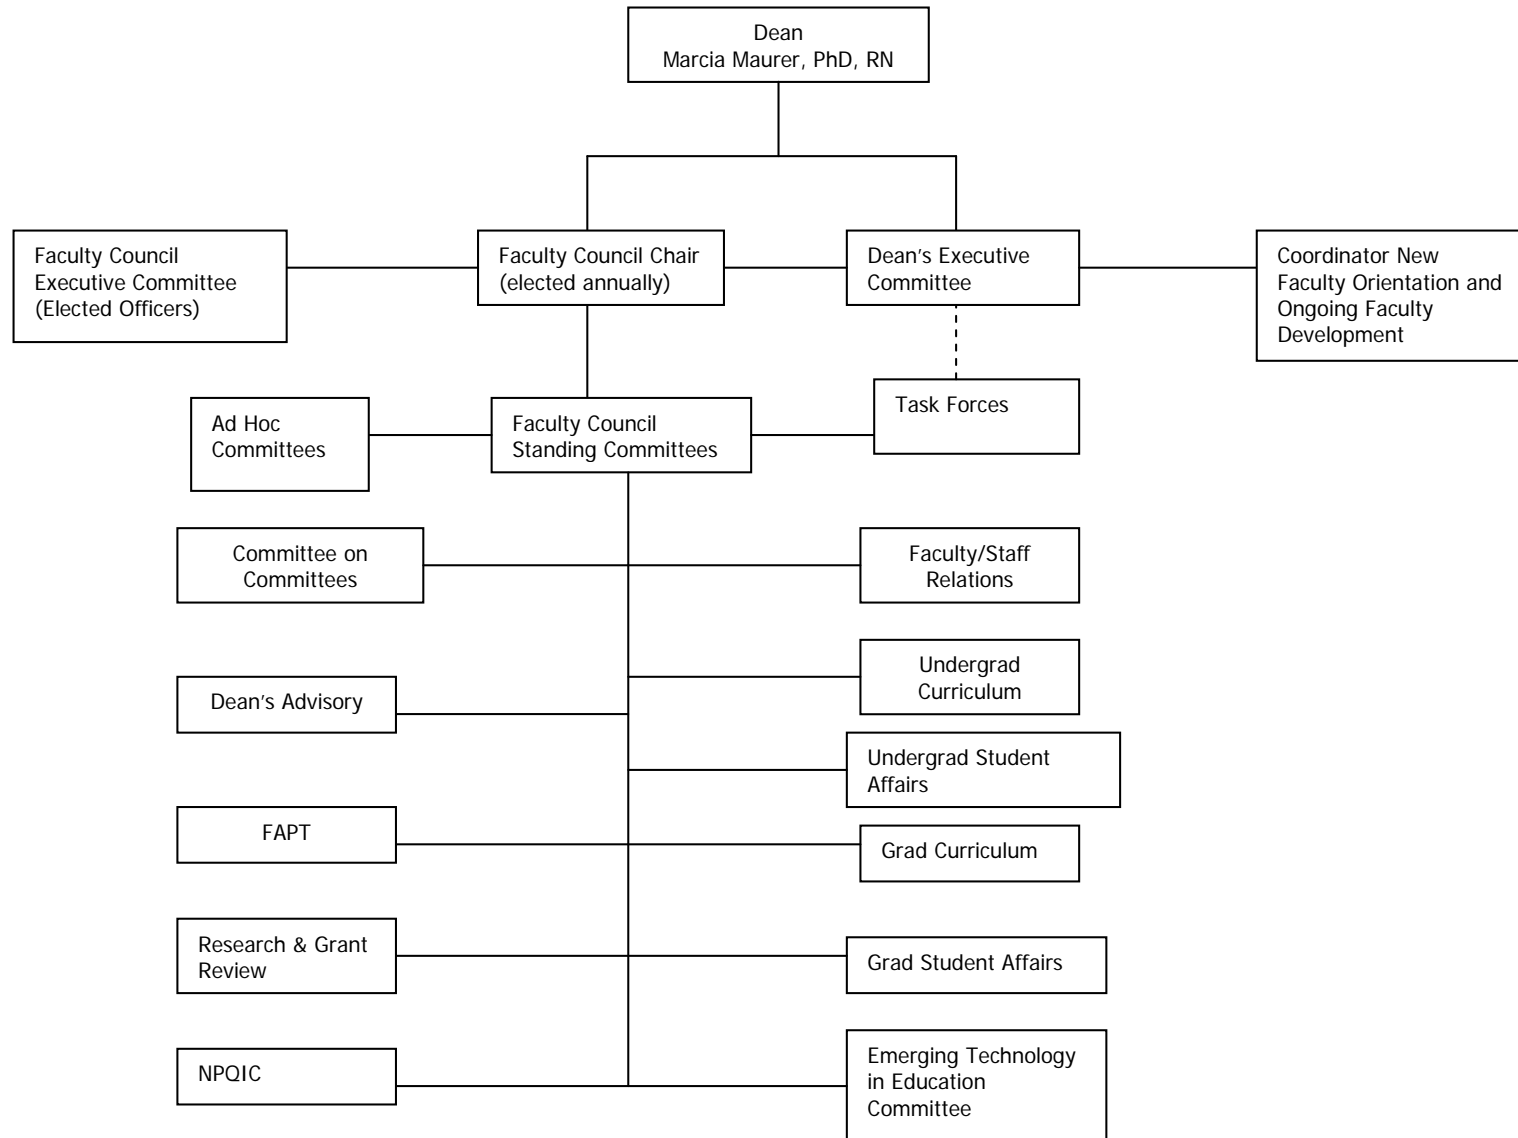 Dean
Marcia Maurer, PhD, RN
Faculty Council
Executive Committee
(Elected Officers)
Faculty Council Chair
(elected annually)
Dean's Executive
Committee
Coordinator New
Faculty Orientation and
Ongoing Faculty
Development
Ad Hoc
Committees
Faculty Council
Standing Committees
Task Forces
Committee on
Committees
Faculty/Staff
Relations
Dean's Advisory
Undergrad
Curriculum
Undergrad Student
Affairs
FAPT
Grad Curriculum
Research & Grant
Review
Grad Student Affairs
NPQIC
Emerging Technology
in Education
Committee